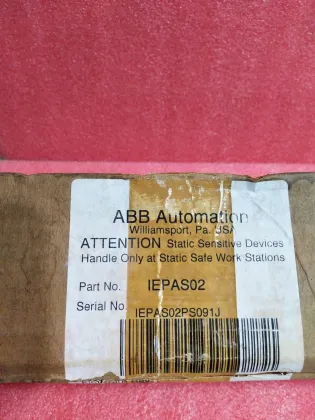 ABB Automation
Williamsport, Pa. USA
ATTENTION Static Sensitive Devices
Handle Only at Static Safe Work Stations
Part No. IEPAS02
Serial No. IEPAS02PS091J